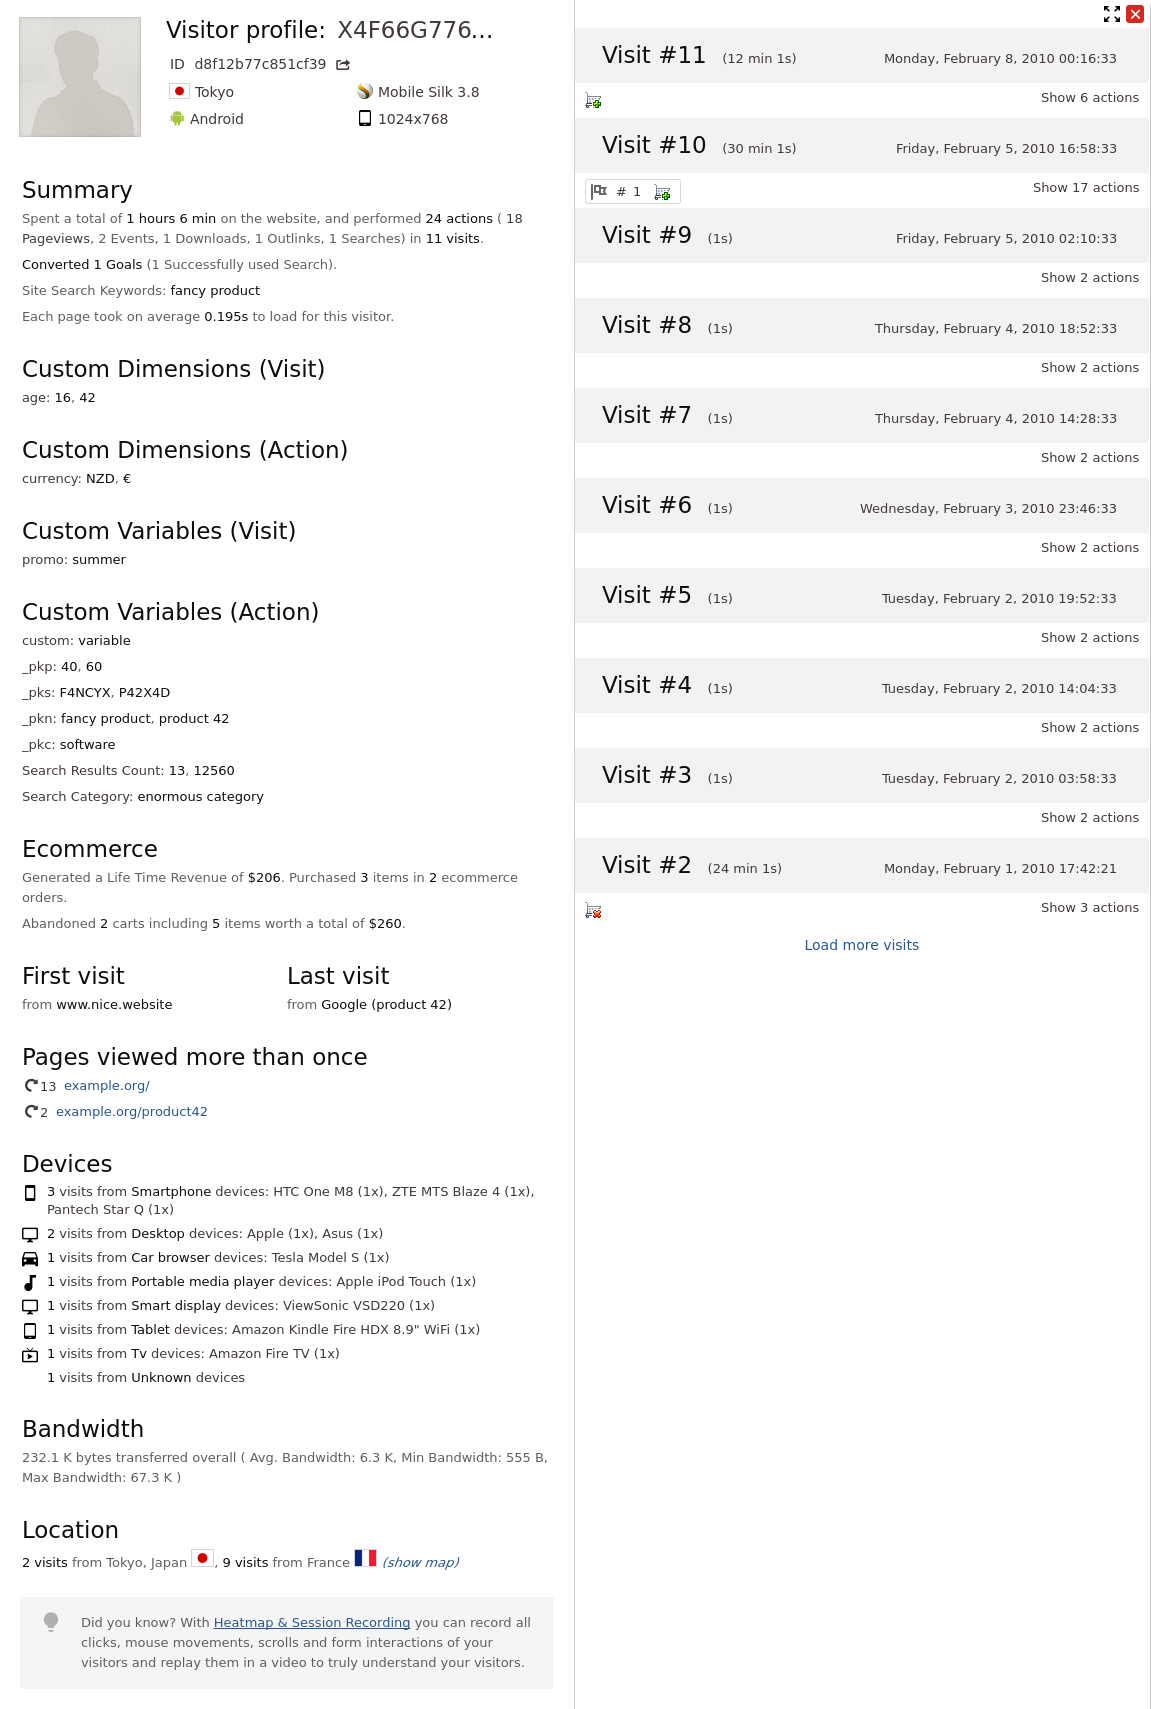 Visitor profile: X4F66G776...
ID d8f12b77c851cf39
Tokyo
Mobile Silk 3.8
Android
1024x768
Summary
Spent a total of 1 hours 6 min on the website, and performed 24 actions ( 18
Pageviews, 2 Events, 1 Downloads, 1 Outlinks, 1 Searches) in 11 visits.
Converted 1 Goals (1 Successfully used Search).
Site Search Keywords: fancy product
Each page took on average 0.195s to load for this visitor.
Custom Dimensions (Visit)
age: 16, 42
Custom Dimensions (Action)
currency: NZD, €
Custom Variables (Visit)
promo: summer
Custom Variables (Action)
custom: variable
_pkp: 40, 60
_pks: F4NCYX, P42X4D
_pkn: fancy product, product 42
_pkc: software
Search Results Count: 13, 12560
Search Category: enormous category
Ecommerce
Generated a Life Time Revenue of $206. Purchased 3 items in 2 ecommerce
orders.
Abandoned 2 carts including 5 items worth a total of $260.
First visit
from www.nice.website
Last visit
from Google (product 42)
Pages viewed more than once
13 example.org/
2 example.org/product42
Devices
3 visits from Smartphone devices: HTC One M8 (1x), ZTE MTS Blaze 4 (1x),
Pantech Star Q (1x)
2 visits from Desktop devices: Apple (1x), Asus (1x)
1 visits from Car browser devices: Tesla Model S (1x)
1 visits from Portable media player devices: Apple iPod Touch (1x)
1 visits from Smart display devices: ViewSonic VSD220 (1x)
1 visits from Tablet devices: Amazon Kindle Fire HDX 8.9" WiFi (1x)
1 visits from Tv devices: Amazon Fire TV (1x)
1 visits from Unknown devices
Bandwidth
232.1 K bytes transferred overall ( Avg. Bandwidth: 6.3 K, Min Bandwidth: 555 B,
Max Bandwidth: 67.3 K )
Location
2 visits from Tokyo, Japan , 9 visits from France (show map)
Did you know? With Heatmap & Session Recording you can record all
clicks, mouse movements, scrolls and form interactions of your
visitors and replay them in a video to truly understand your visitors.
Visit #11 (12 min 1s) Monday, February 8, 2010 00:16:33
Show 6 actions
Visit #10 (30 min 1s) Friday, February 5, 2010 16:58:33
# 1
Show 17 actions
Visit #9 (1s) Friday, February 5, 2010 02:10:33
Show 2 actions
Visit #8 (1s) Thursday, February 4, 2010 18:52:33
Show 2 actions
Visit #7 (1s) Thursday, February 4, 2010 14:28:33
Show 2 actions
Visit #6 (1s) Wednesday, February 3, 2010 23:46:33
Show 2 actions
Visit #5 (1s) Tuesday, February 2, 2010 19:52:33
Show 2 actions
Visit #4 (1s) Tuesday, February 2, 2010 14:04:33
Show 2 actions
Visit #3 (1s) Tuesday, February 2, 2010 03:58:33
Show 2 actions
Visit #2 (24 min 1s) Monday, February 1, 2010 17:42:21
Show 3 actions
Load more visits